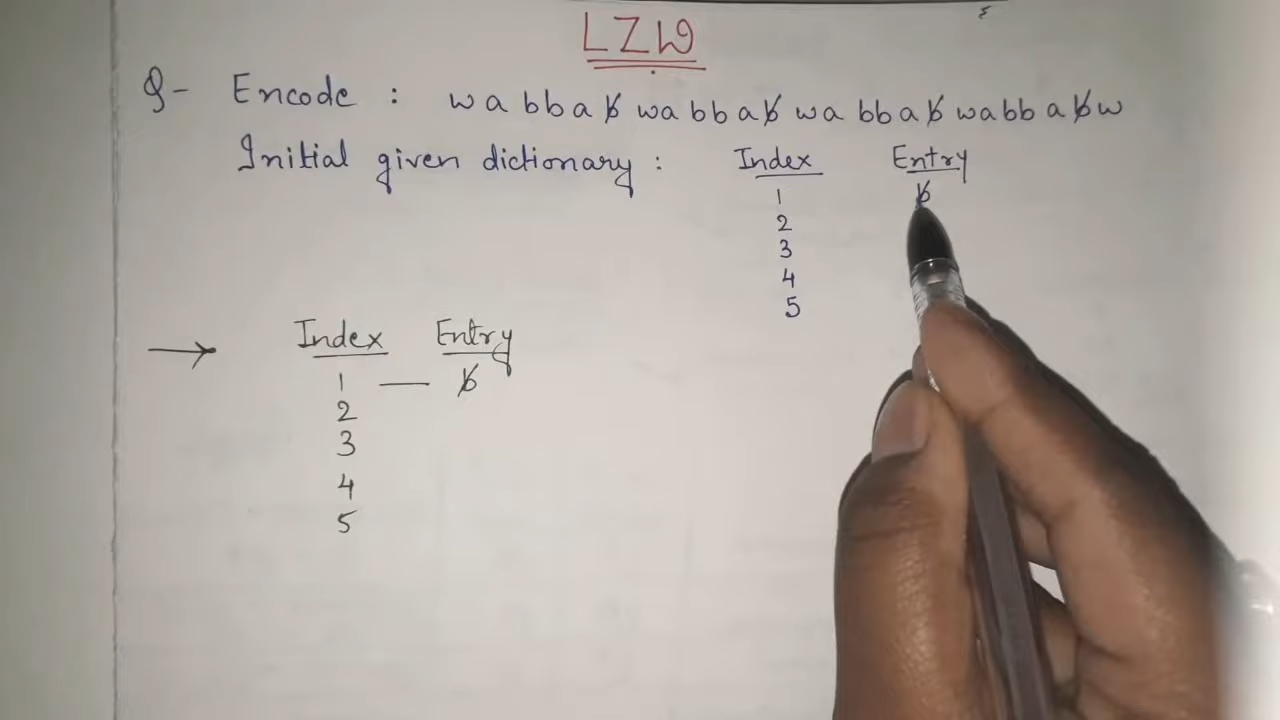 LZW
Q- Encode : wabbaƀwabbaƀwabbaƀwabbaƀw
Initial given dictionary : Index Entry
1 ƀ
2
3
4
5
→ Index Entry
1 — ƀ
2
3
4
5